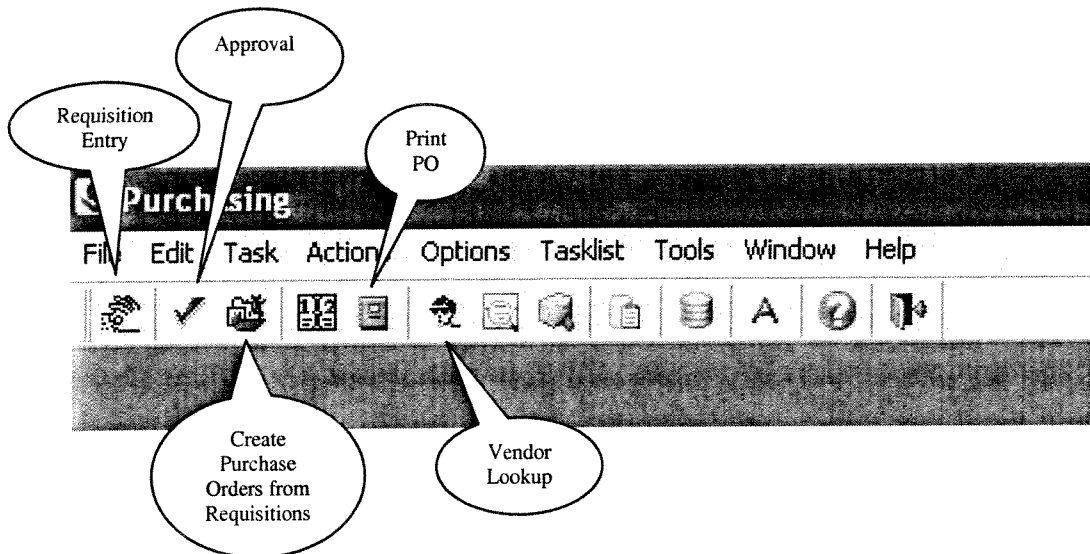 Approval
Requisition
Entry
Print
PO
Purchasing
File Edit Task Actions Options Tasklist Tools Window Help
A
Create
Purchase
Orders from
Requisitions
Vendor
Lookup